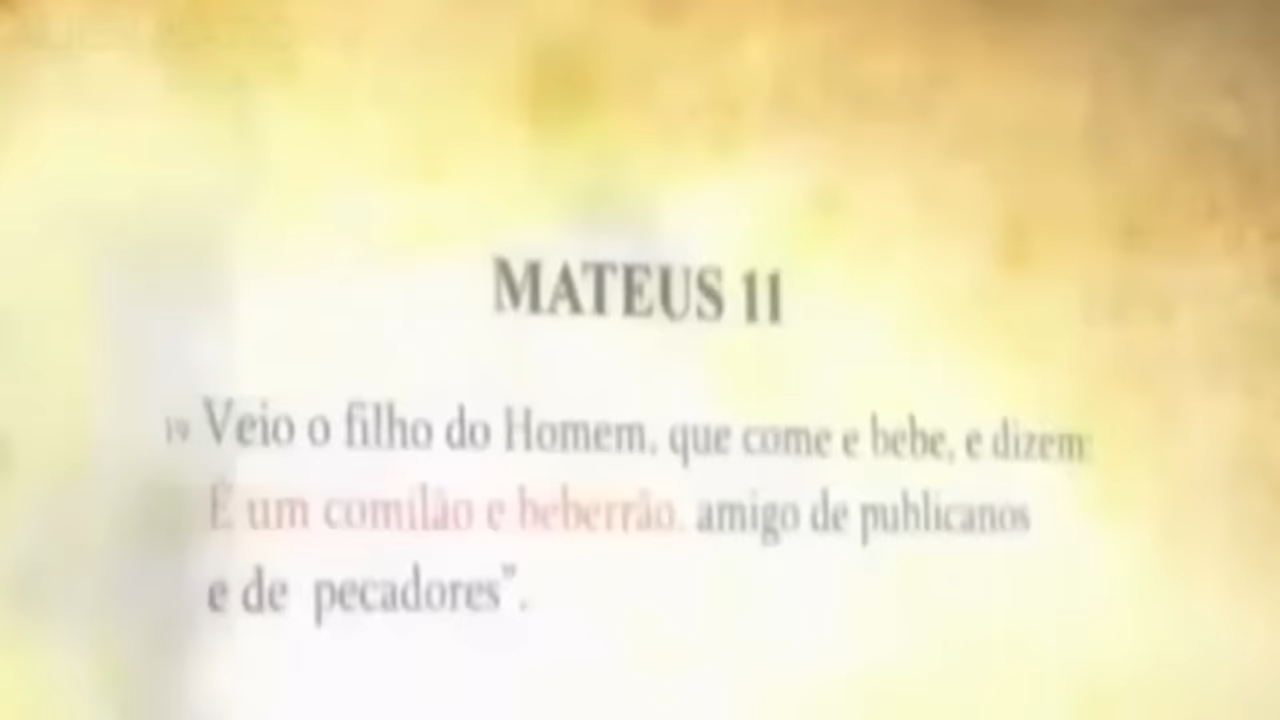 MATEUS 11
19 Veio o filho do Homem, que come e bebe, e dizem:
É um comilão e beberrão, amigo de publicanos
e de pecadores”.